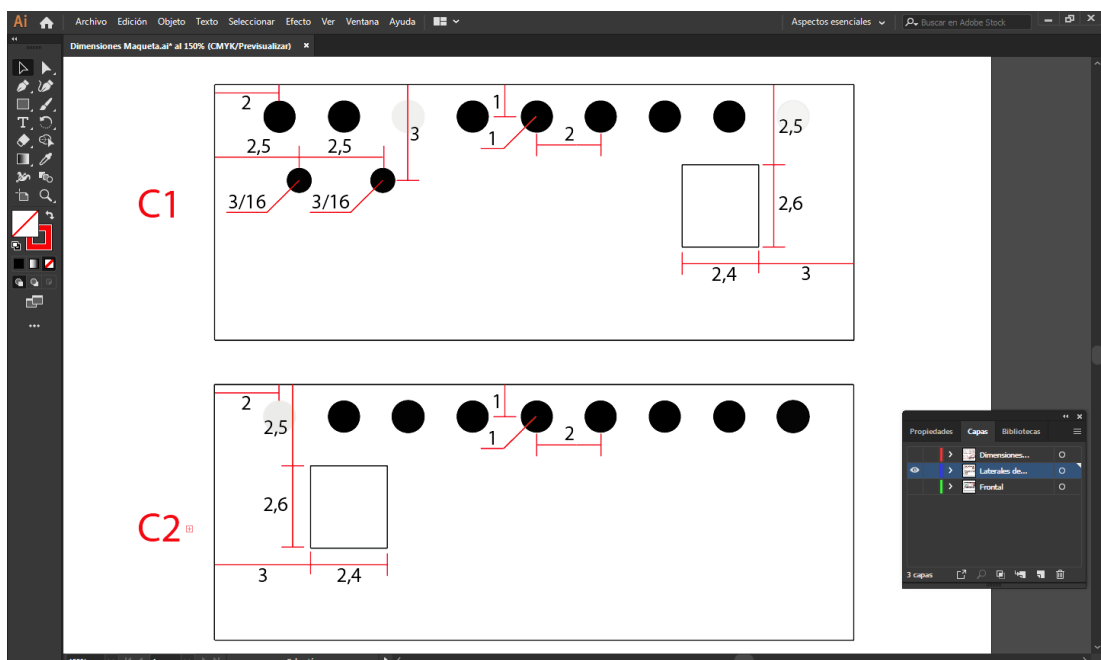 Ai Archivo Edición Objeto Texto Seleccionar Efecto Ver Ventana Ayuda Aspectos esenciales Buscar en Adobe Stock
Dimensiones Maqueta.ai* al 150% (CMYK/Previsualizar) ×
2
1
3
2,5
2,5
2,5
1
2
3/16
3/16
C1
2,6
2,4
3
2
1
2,5
1
2
2,6
C2
3
2,4
Propiedades Capas Bibliotecas
Dimensiones...
Laterales de...
Frontal
3 capas